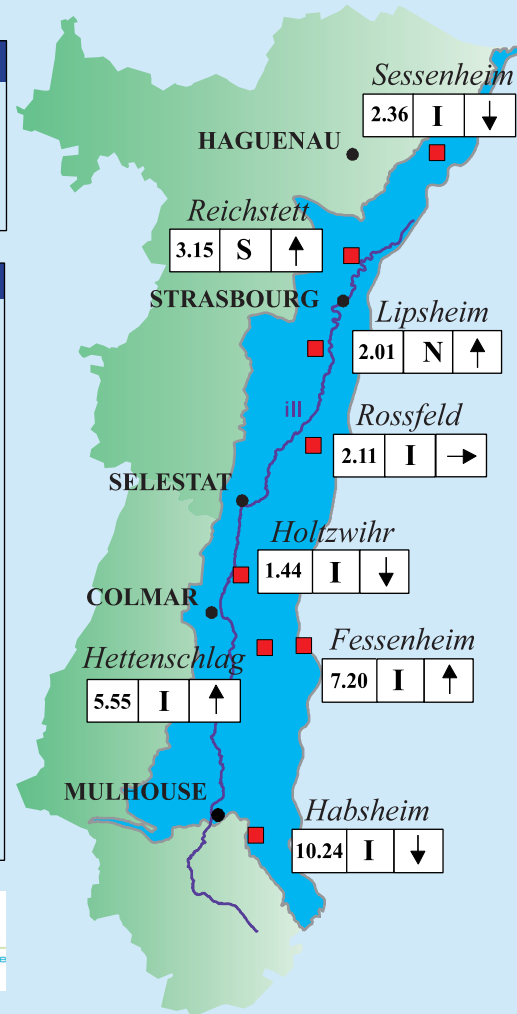 Sessenheim
2.36 I ↓
HAGUENAU
Reichstett
3.15 S ↑
STRASBOURG
Lipsheim
2.01 N ↑
ill
Rossfeld
2.11 I →
SELESTAT
Holtzwihr
1.44 I ↓
COLMAR
Fessenheim
7.20 I ↑
Hettenschlag
5.55 I ↑
MULHOUSE
Habsheim
10.24 I ↓
e